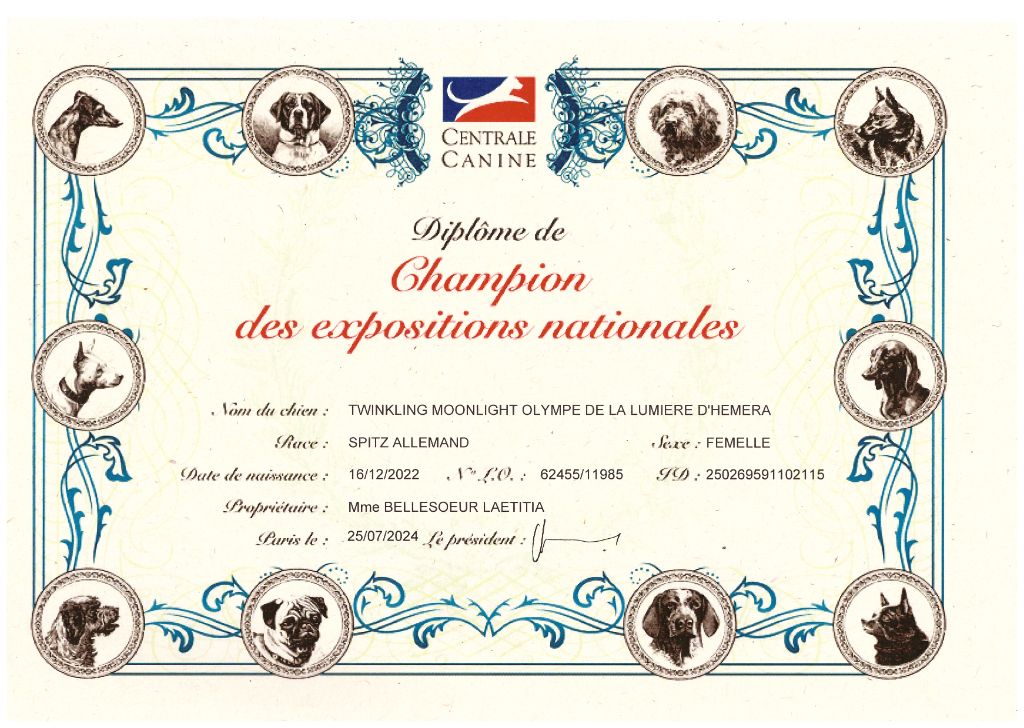 CENTRALE
CANINE
Diplôme de
Champion
des expositions nationales
Nom du chien : TWINKLING MOONLIGHT OLYMPE DE LA LUMIERE D'HEMERA
Race : SPITZ ALLEMAND Sexe : FEMELLE
Date de naissance : 16/12/2022 N° L.O. : 62455/11985 ID : 250269591102115
Propriétaire : Mme BELLESOEUR LAETITIA
Paris le : 25/07/2024 Le président :